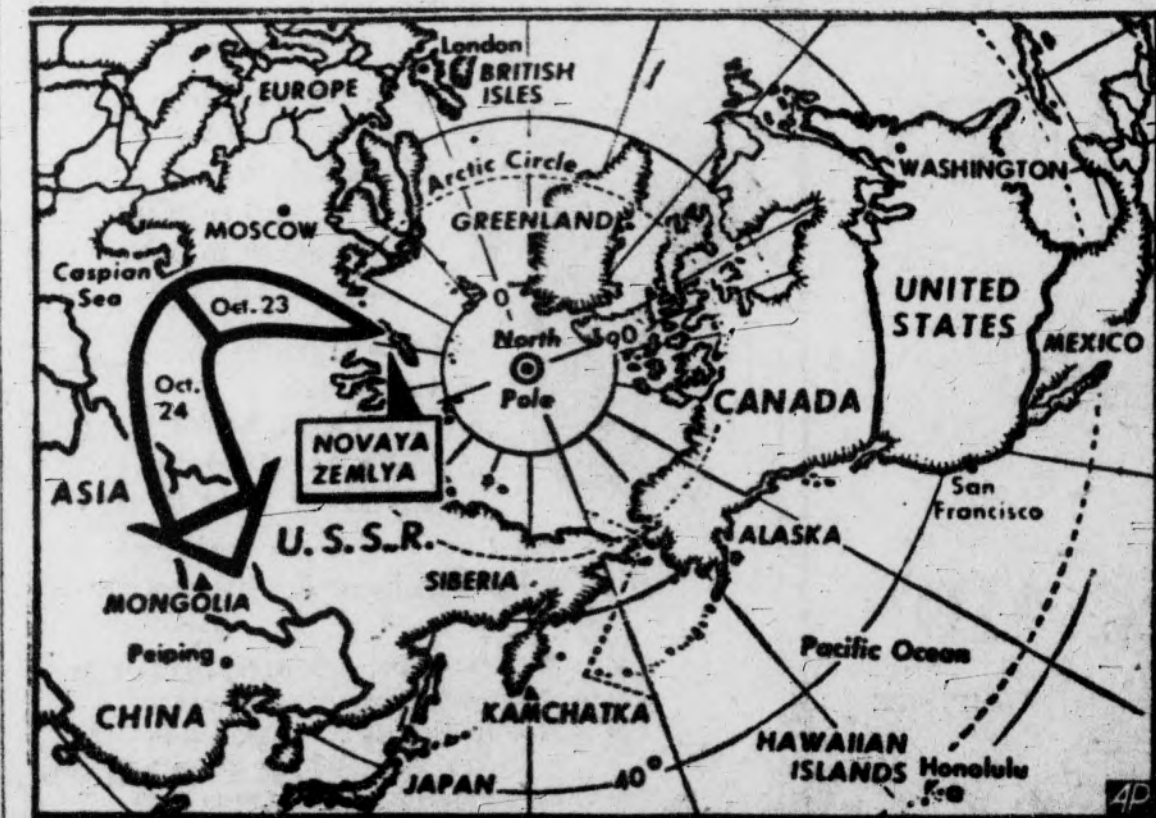 London
BRITISH
ISLES
EUROPE
Arctic Circle
WASHINGTON
GREENLAND
MOSCOW
Caspian
Sea
Oct. 23
0
UNITED
STATES
North
MEXICO
Oct.
24
Pole
CANADA
NOVAYA
ZEMLYA
ASIA
San
Francisco
U.S.S.R.
ALASKA
SIBERIA
MONGOLIA
Peiping
Pacific Ocean
CHINA
KAMCHATKA
HAWAIIAN
ISLANDS
Honolulu
JAPAN
40°
AP